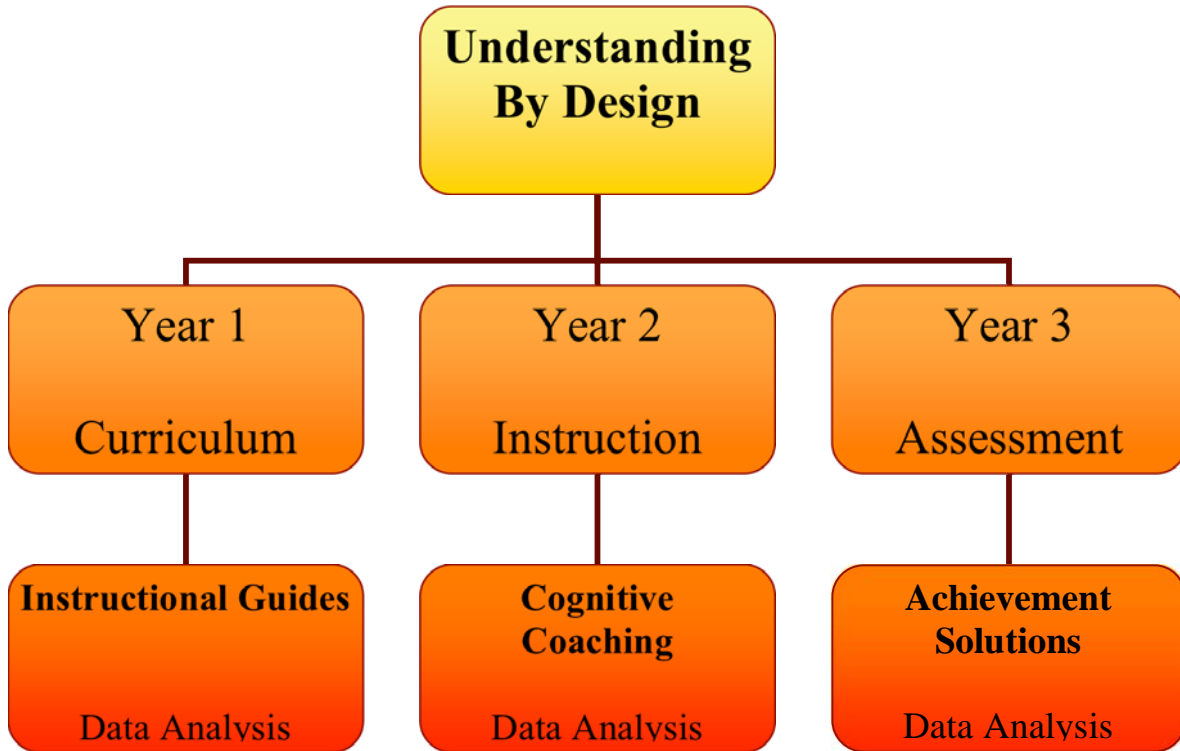 Understanding
By Design
Year 1
Curriculum
Year 2
Instruction
Year 3
Assessment
Instructional Guides
Data Analysis
Cognitive
Coaching
Data Analysis
Achievement
Solutions
Data Analysis